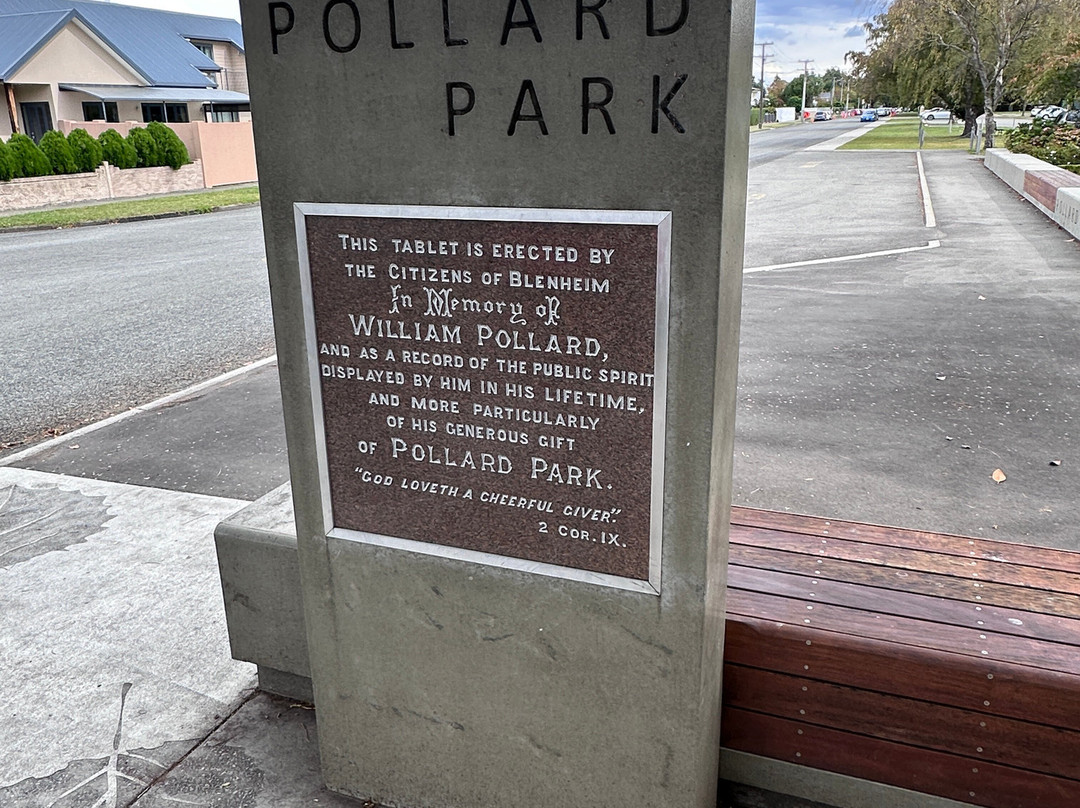 POLLARD
PARK
THIS TABLET IS ERECTED BY
THE CITIZENS OF BLENHEIM
In Memory of
WILLIAM POLLARD,
AND AS A RECORD OF THE PUBLIC SPIRIT
DISPLAYED BY HIM IN HIS LIFETIME,
AND MORE PARTICULARLY
OF HIS GENEROUS GIFT
OF POLLARD PARK.
"GOD LOVETH A CHEERFUL GIVER".
2 COR. IX.
POLLARD